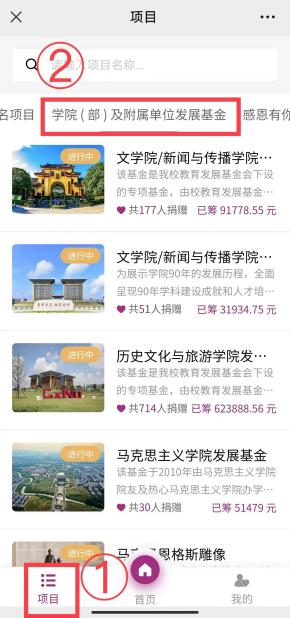 项目
②
请输入项目名称...
名项目 学院(部)及附属单位发展基金 感恩有你
进行中
文学院/新闻与传播学院…
该基金是我校教育发展基金会下设
的专项基金，由校教育发展基金…
共177人捐赠 已筹 91778.55 元
进行中
文学院/新闻与传播学院…
为展示学院90年的发展历程，全面
呈现90年学科建设成就和人才培…
共51人捐赠 已筹 31934.75 元
进行中
历史文化与旅游学院发…
该基金是我校教育发展基金会下设
的专项基金，由校教育发展基金…
共714人捐赠 已筹 623888.56 元
进行中
马克思主义学院发展基金
该基金于2010年由马克思主义学院
院友及热心马克思主义学院办学…
共30人捐赠 已筹 51479 元
进行中
恩格斯雕像
①
项目
首页
我的